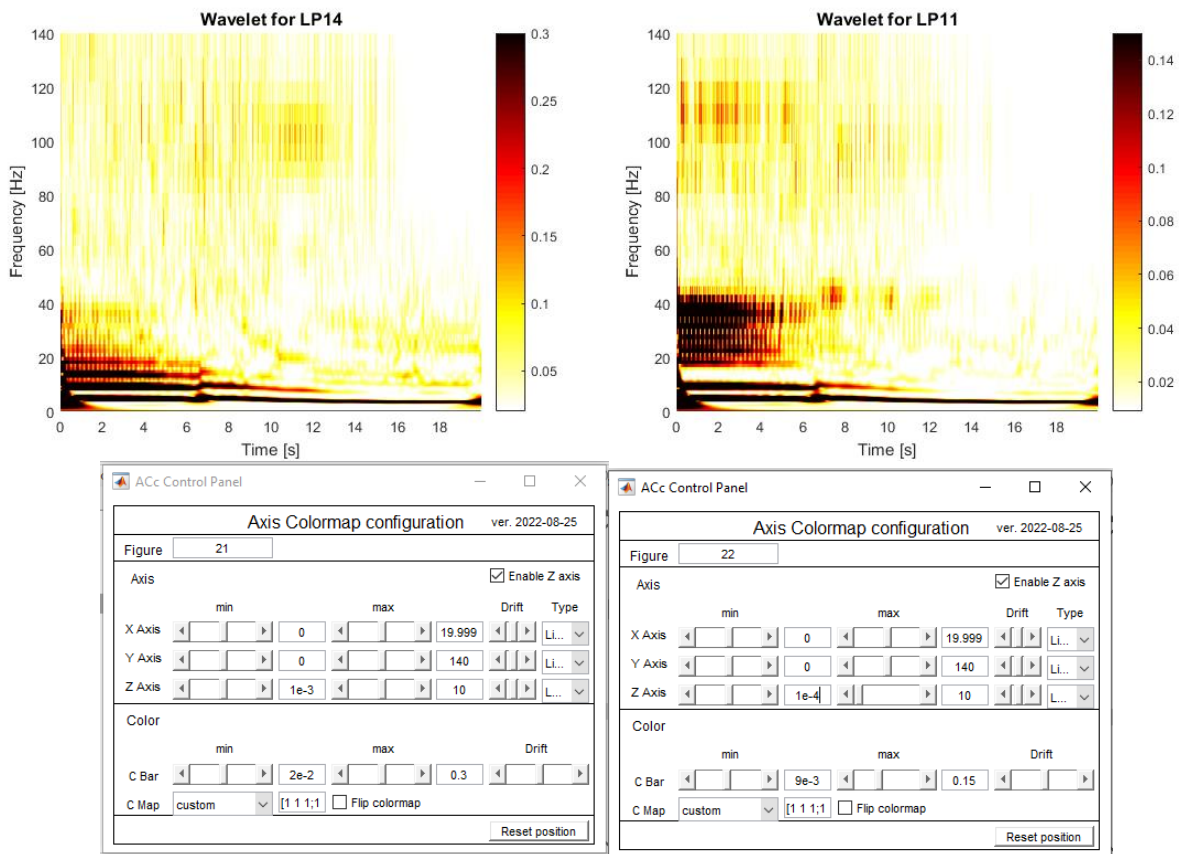 Wavelet for LP14
140
120
100
80
60
40
20
0
Frequency [Hz]
0 2 4 6 8 10 12 14 16 18
Time [s]
0.3
0.25
0.2
0.15
0.1
0.05
Wavelet for LP11
140
120
100
80
60
40
20
0
Frequency [Hz]
0 2 4 6 8 10 12 14 16 18
Time [s]
0.14
0.12
0.1
0.08
0.06
0.04
0.02
ACc Control Panel
Axis Colormap configuration ver. 2022-08-25
Figure 21
Axis Enable Z axis
min max Drift Type
X Axis 0 19.999 Li...
Y Axis 0 140 Li...
Z Axis 1e-3 10 L...
Color
min max Drift
C Bar 2e-2 0.3
C Map custom [1 1 1;1 Flip colormap
Reset position
ACc Control Panel
Axis Colormap configuration ver. 2022-08-25
Figure 22
Axis Enable Z axis
min max Drift Type
X Axis 0 19.999 Li...
Y Axis 0 140 Li...
Z Axis 1e-4 10 L...
Color
min max Drift
C Bar 9e-3 0.15
C Map custom [1 1 1;1 Flip colormap
Reset position